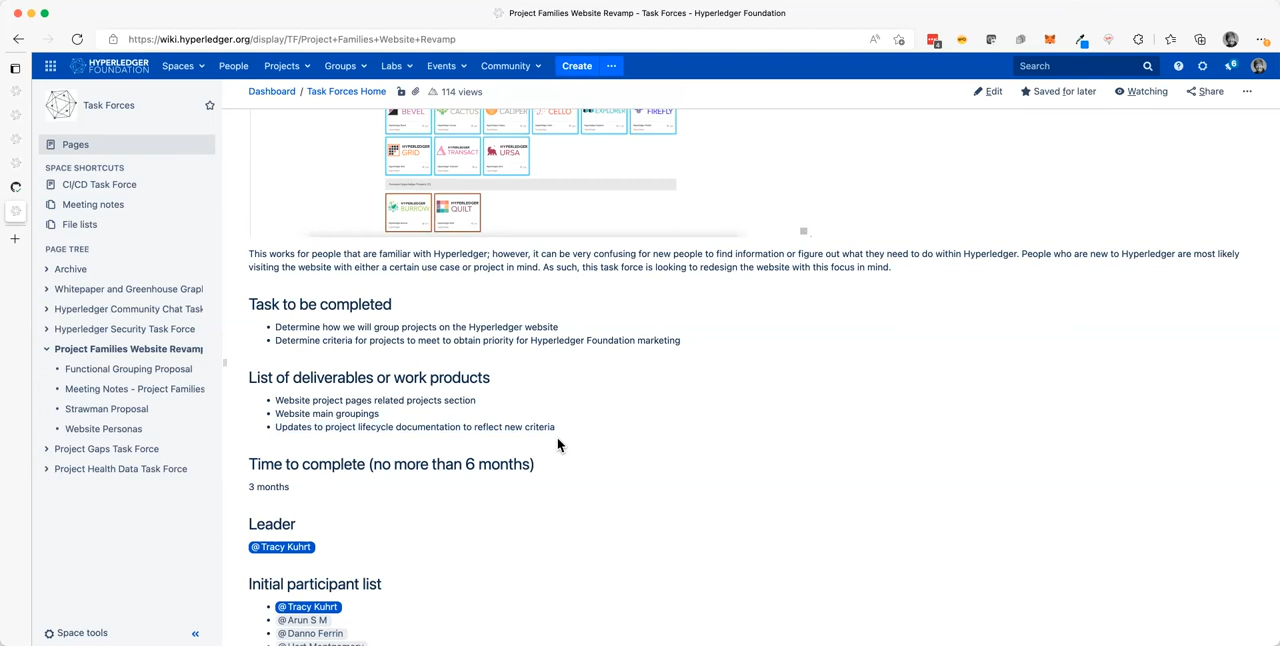 Project Families Website Revamp - Task Forces - Hyperledger Foundation
https://wiki.hyperledger.org/display/TF/Project+Families+Website+Revamp
HYPERLEDGER FOUNDATION Spaces People Projects Groups Labs Events Community Create ··· Search 6
Task Forces
Dashboard / Task Forces Home 114 views Edit Saved for later Watching Share ···
Pages
SPACE SHORTCUTS
CI/CD Task Force
Meeting notes
File lists
PAGE TREE
Archive
Whitepaper and Greenhouse Grapl
Hyperledger Community Chat Task
Hyperledger Security Task Force
Project Families Website Revamp
Functional Grouping Proposal
Meeting Notes - Project Families
Strawman Proposal
Website Personas
Project Gaps Task Force
Project Health Data Task Force
Space tools
BEVEL CACTUS CALIPER CELLO EXPLORER FIREFLY
HYPERLEDGER GRID HYPERLEDGER TRANSACT HYPERLEDGER URSA
HYPERLEDGER BURROW HYPERLEDGER QUILT
This works for people that are familiar with Hyperledger; however, it can be very confusing for new people to find information or figure out what they need to do within Hyperledger. People who are new to Hyperledger are most likely
visiting the website with either a certain use case or project in mind. As such, this task force is looking to redesign the website with this focus in mind.
Task to be completed
• Determine how we will group projects on the Hyperledger website
• Determine criteria for projects to meet to obtain priority for Hyperledger Foundation marketing
List of deliverables or work products
• Website project pages related projects section
• Website main groupings
• Updates to project lifecycle documentation to reflect new criteria
Time to complete (no more than 6 months)
3 months
Leader
@Tracy Kuhrt
Initial participant list
• @Tracy Kuhrt
• @Arun S M
• @Danno Ferrin
@Hart Montgomery